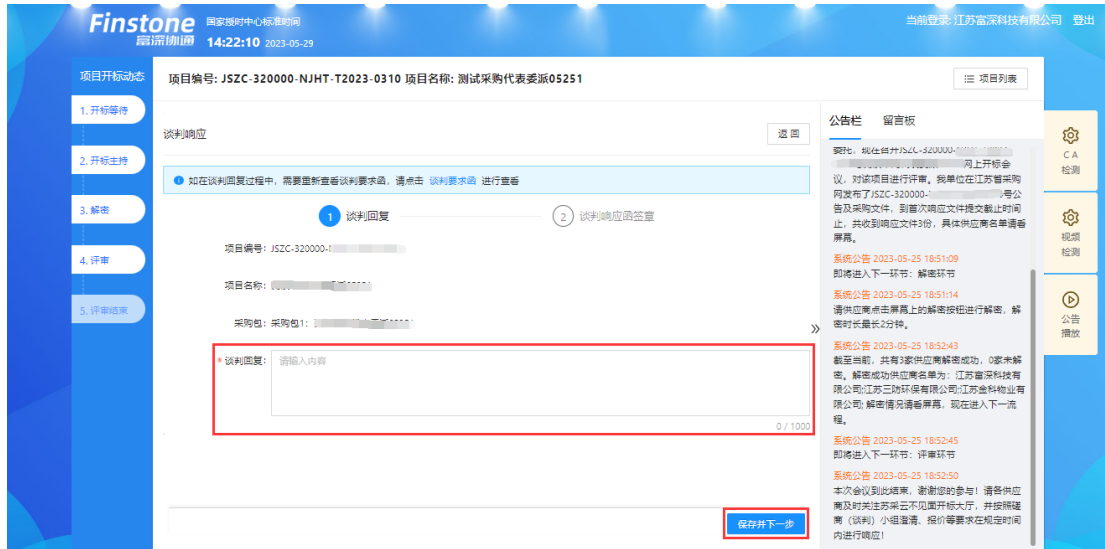 Finstone
富深协通
国家授时中心标准时间
14:22:10 2023-05-29
当前登录:江苏富深科技有限公司 登出
项目开标动态
1. 开标等待
2. 开标主持
3. 解密
4. 评审
5. 评审结束
项目编号: JSZC-320000-NJHT-T2023-0310 项目名称: 测试采购代表委派05251
项目列表
谈判响应
返 回
如在谈判回复过程中，需要重新查看谈判要求函，请点击 谈判要求函 进行查看
1 谈判回复
2 谈判响应函签章
项目编号: JSZC-320000-
项目名称:
采购包: 采购包1:
* 谈判回复: 请输入内容
0 / 1000
保存并下一步
»
公告栏 留言板
委托，现在召开JSZC-320000-
网上开标会
议，对该项目进行评审。我单位在江苏省采购
网发布了JSZC-320000- 号公
告及采购文件，到首次响应文件提交截止时间
止，共收到响应文件3份，具体供应商名单请看
屏幕。
系统公告 2023-05-25 18:51:09
即将进入下一环节：解密环节
系统公告 2023-05-25 18:51:14
请供应商点击屏幕上的解密按钮进行解密，解
密时长最长2分钟。
系统公告 2023-05-25 18:52:43
截至当前，共有3家供应商解密成功，0家未解
密。解密成功供应商名单为：江苏富深科技有
限公司;江苏三防环保有限公司;江苏金科物业有
限公司; 解密情况请看屏幕，现在进入下一流
程。
系统公告 2023-05-25 18:52:45
即将进入下一环节：评审环节
系统公告 2023-05-25 18:52:50
本次会议到此结束，谢谢您的参与！请各供应
商及时关注苏采云不见面开标大厅，并按照磋
商（谈判）小组澄清、报价等要求在规定时间
内进行响应！
CA
检测
视频
检测
公告
播放